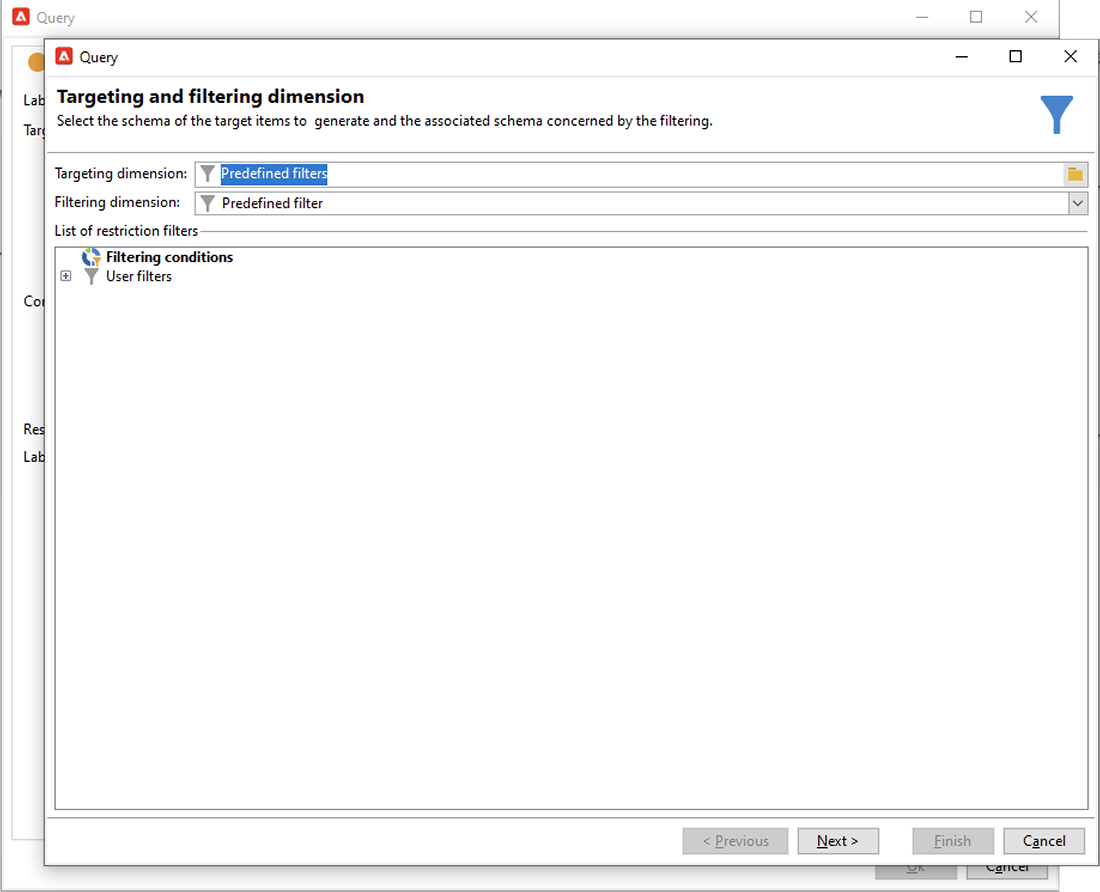 Query
Query
Targeting and filtering dimension
Select the schema of the target items to  generate and the associated schema concerned by the filtering.
Lab
Targeting dimension: Predefined filters
Filtering dimension: Predefined filter
List of restriction filters
Filtering conditions
User filters
Con
Res
Lab
< Previous
Next >
Finish
Cancel
Ok
Cancel